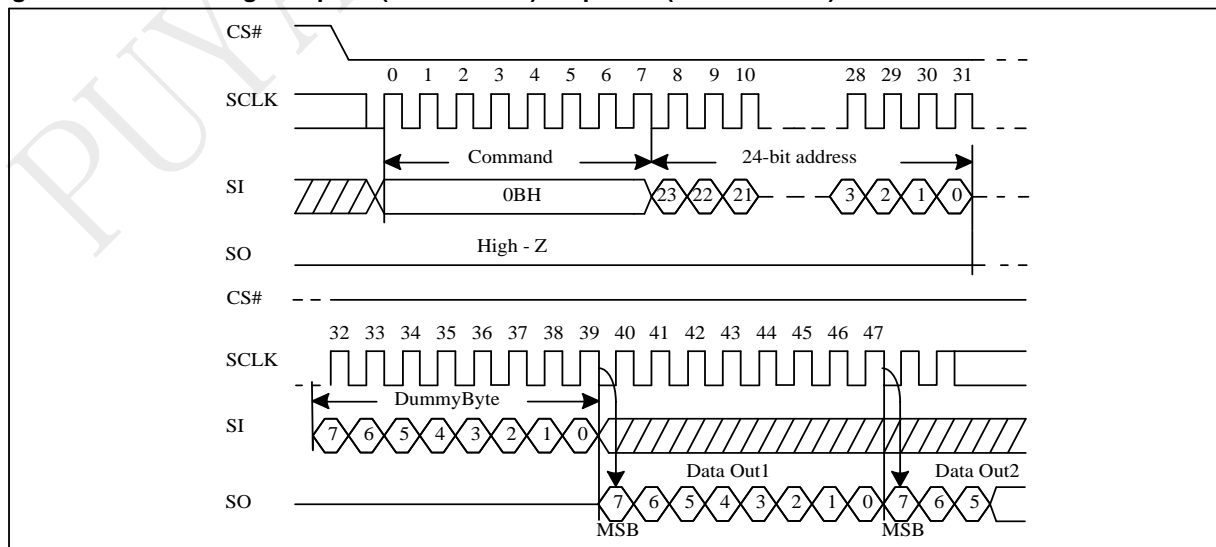 PUYA
CS#
0 1 2 3 4 5 6 7 8 9 10 28 29 30 31
SCLK
Command 24-bit address
SI 0BH 23 22 21 3 2 1 0
High - Z
SO
CS#
32 33 34 35 36 37 38 39 40 41 42 43 44 45 46 47
SCLK
DummyByte
SI 7 6 5 4 3 2 1 0
Data Out1 Data Out2
SO 7 6 5 4 3 2 1 0 7 6 5
MSB MSB